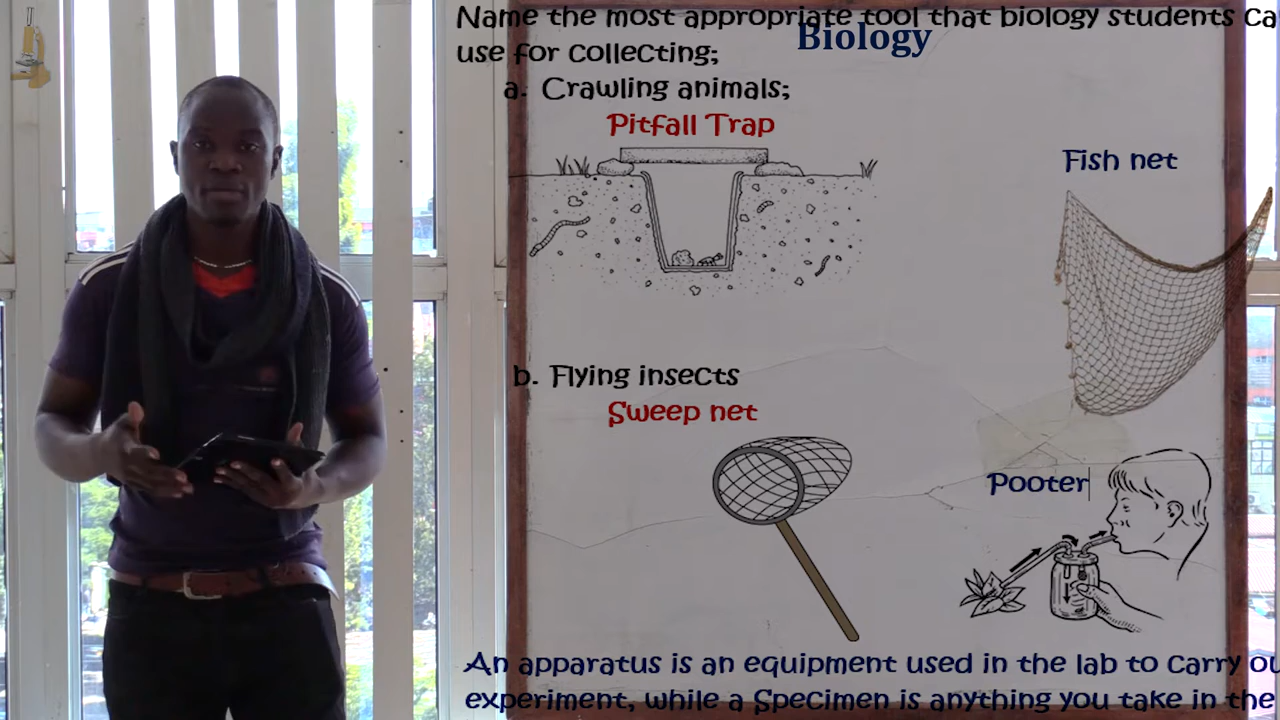 Name the most appropriate tool that biology students ca
use for collecting;
Biology
a. Crawling animals;
Pitfall Trap
Fish net
b. Flying insects
Sweep net
Pooter
An apparatus is an equipment used in the lab to carry ou
experiment, while a Specimen is anything you take in the